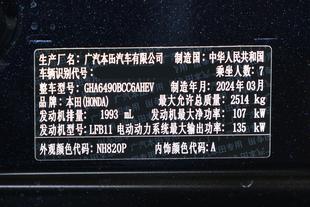 生产厂名:广汽本田汽车有限公司 制造国:中华人民共和国
车辆识别代号: 乘坐人数:7
整车型号:GHA6490BCC6AHEV 制造年月:2024年03月
品牌:本田(HONDA) 最大允许总质量:2514 kg
发动机排量:1993 mL 发动机最大净功率:107 kW
发动机型号:LFB11 电动动力系统最大输出功率:135 kW
外观颜色代码:NH820P 内饰颜色代码:A